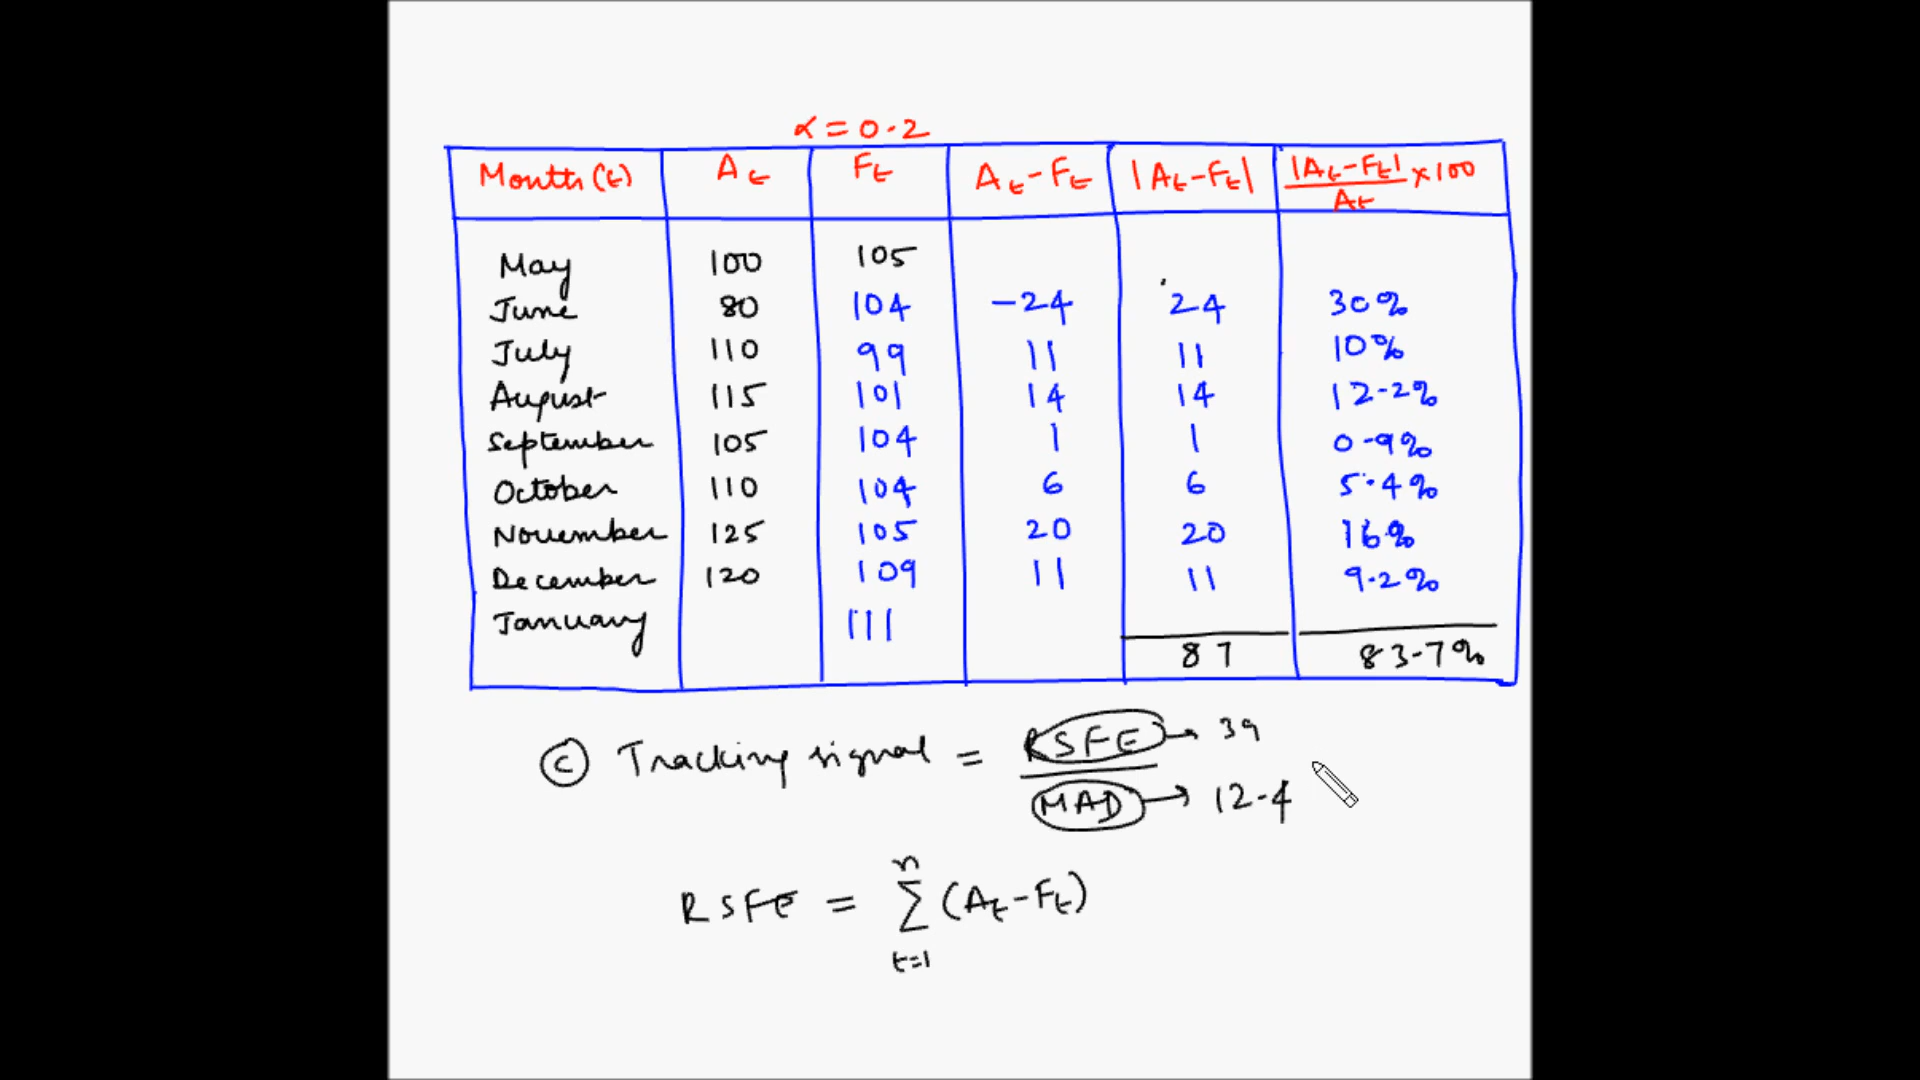 α = 0.2
Month (t) At Ft At - Ft |At - Ft| |At - Ft| / At × 100
May 100 105
June 80 104 -24 24 30%
July 110 99 11 11 10%
August 115 101 14 14 12.2%
September 105 104 1 1 0.9%
October 110 104 6 6 5.4%
November 125 105 20 20 16%
December 120 109 11 11 9.2%
January 111
87 83.7%
(c) Tracking signal = RSFE → 39
MAD → 12.4
RSFE = n Σ t=1 (At - Ft)